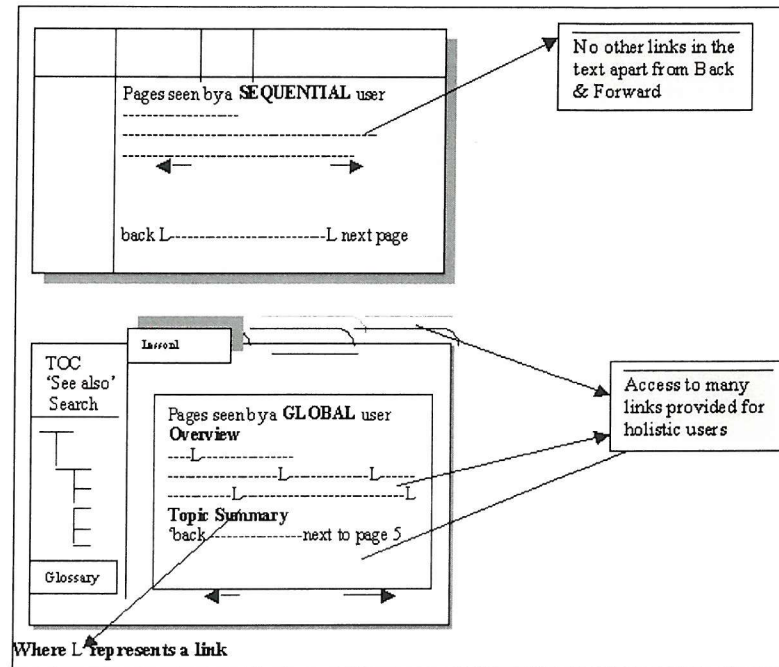 Pages seen by a SEQUENTIAL user
back L--------------------L next page
No other links in the
text apart from Back
& Forward
Lesson1
TOC
'See also'
Search
Glossary
Pages seen by a GLOBAL user
Overview
---L-------------
------------------L--------------L------
-----------L---------------------------L
Topic Summary
'back--------------next to page 5
Access to many
links provided for
holistic users
Where L represents a link